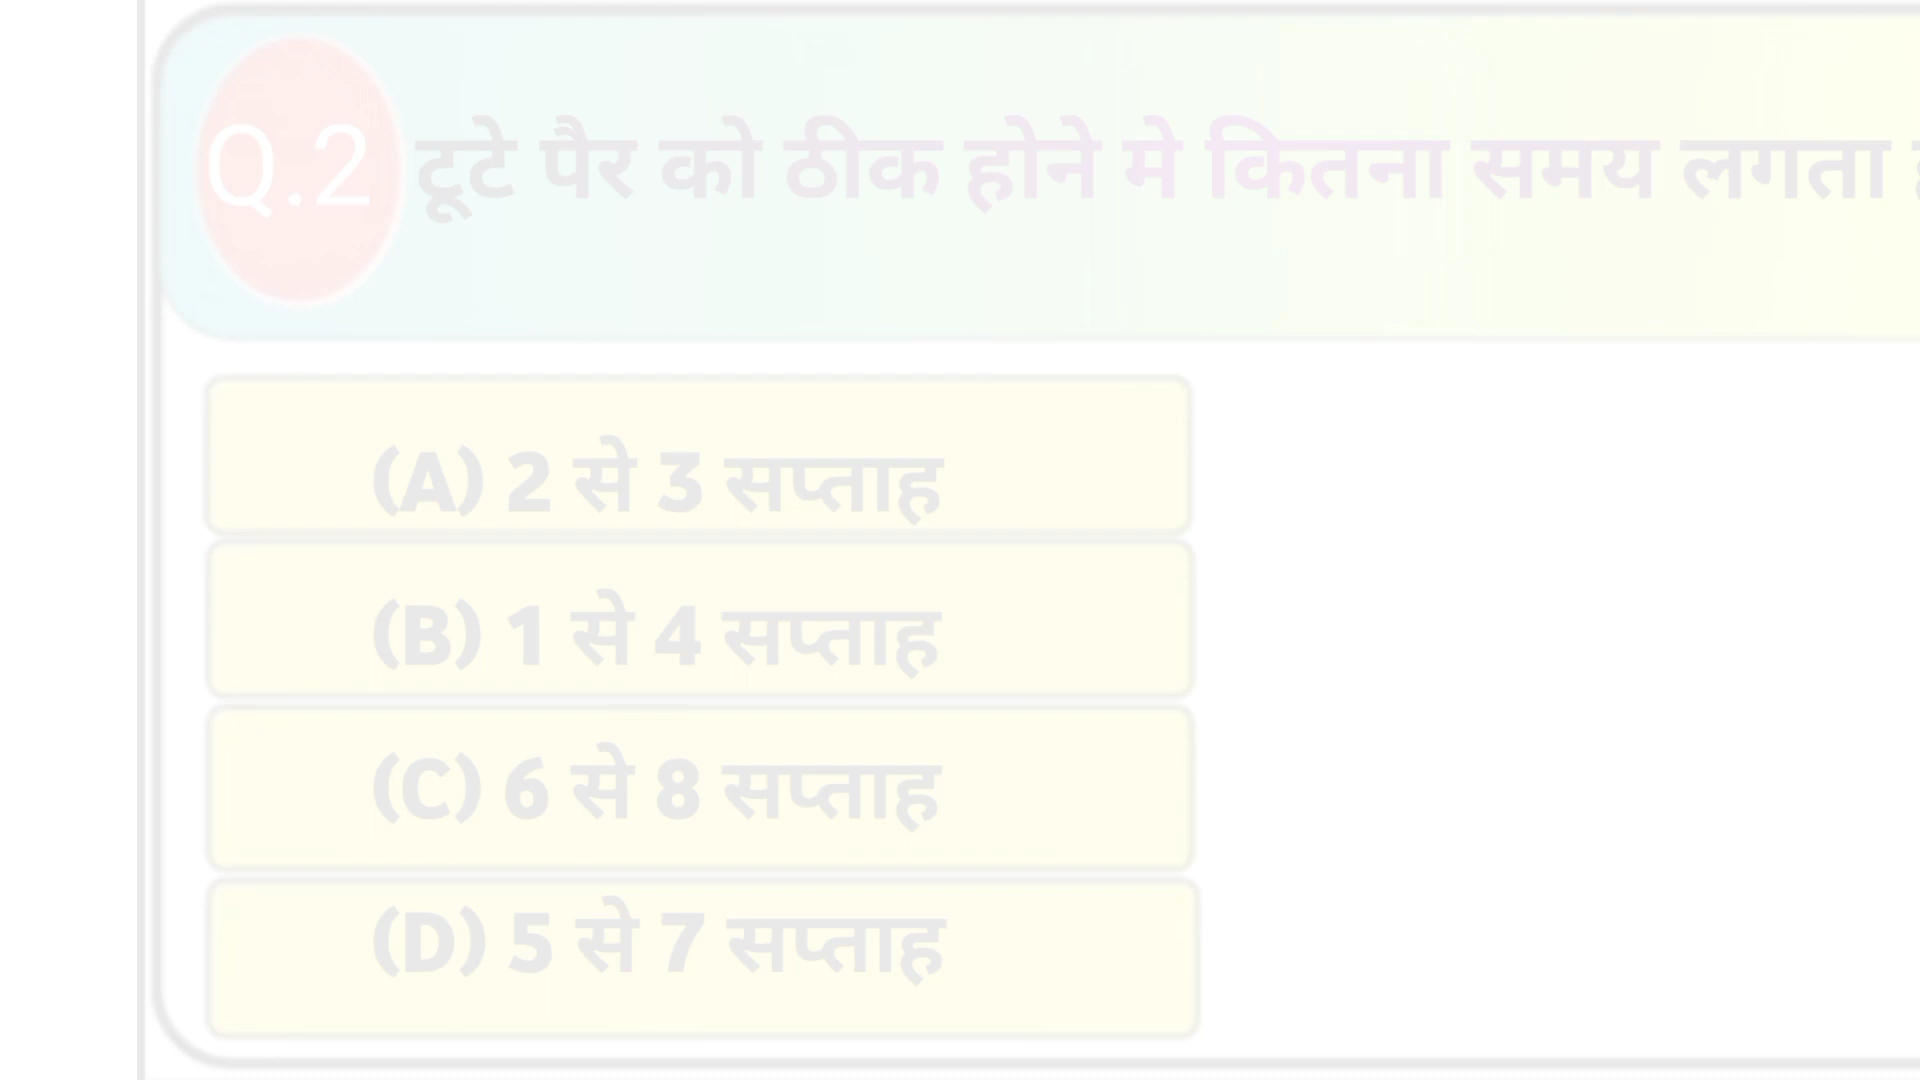 Q.2 टूटे पैर को ठीक होने मे कितना समय लगता
(A) 2 से 3 सप्ताह
(B) 1 से 4 सप्ताह
(C) 6 से 8 सप्ताह
(D) 5 से 7 सप्ताह